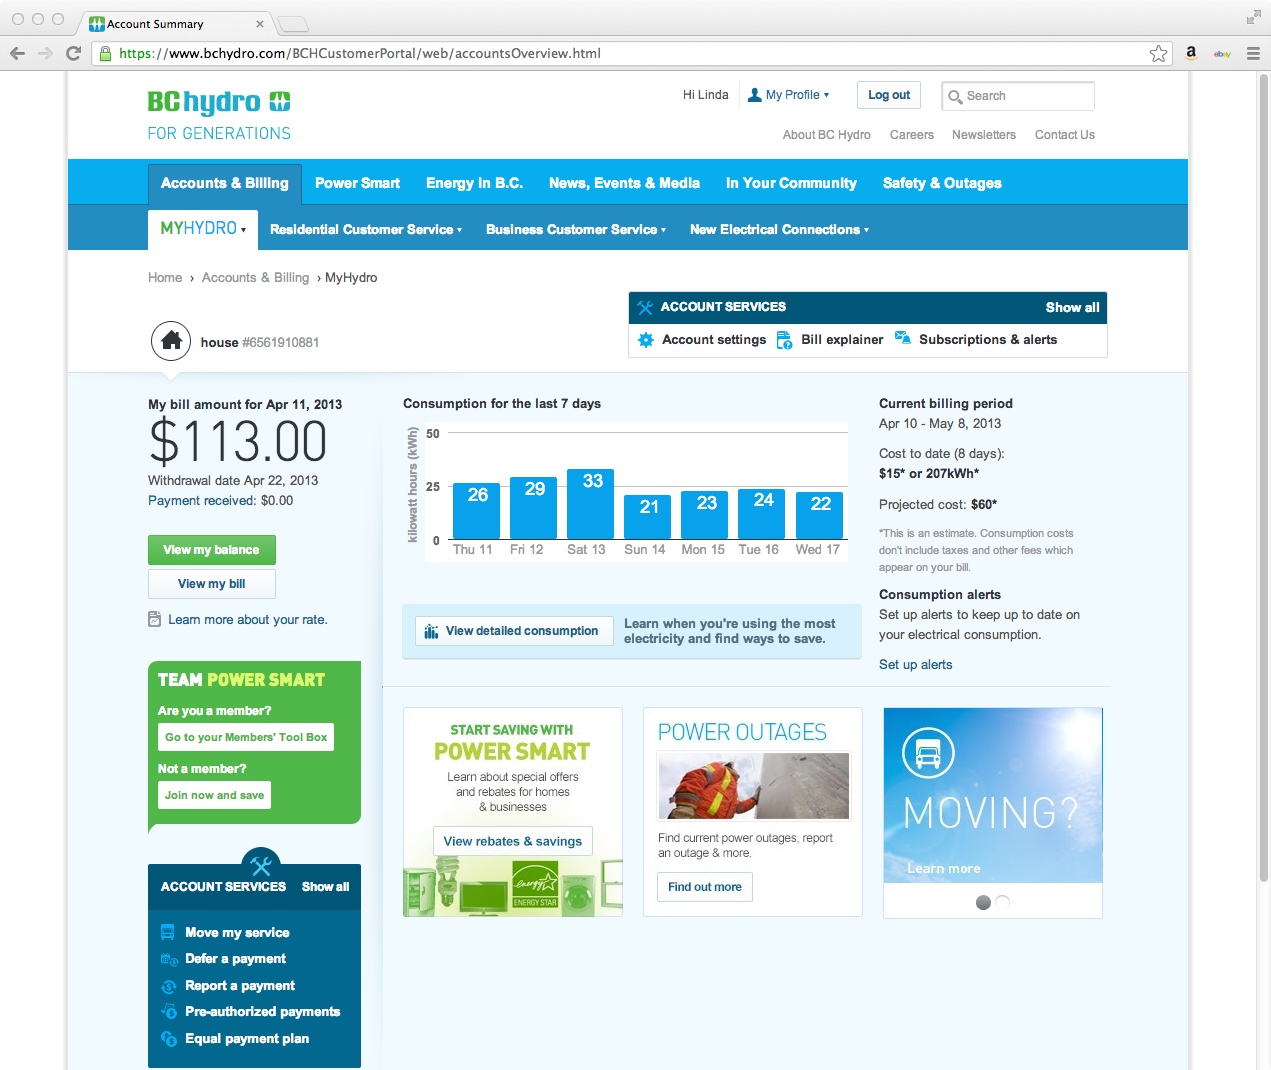 Account Summary
https://www.bchydro.com/BCHCustomerPortal/web/accountsOverview.html
a
ebay
BC hydro
FOR GENERATIONS
Hi Linda
My Profile
Log out
Search
About BC Hydro
Careers
Newsletters
Contact Us
Accounts & Billing
Power Smart
Energy in B.C.
News, Events & Media
In Your Community
Safety & Outages
MYHYDRO
Residential Customer Service
Business Customer Service
New Electrical Connections
Home › Accounts & Billing › MyHydro
ACCOUNT SERVICES
Show all
Account settings
Bill explainer
Subscriptions & alerts
house #6561910881
My bill amount for Apr 11, 2013
$113.00
Withdrawal date Apr 22, 2013
Payment received: $0.00
View my balance
View my bill
Learn more about your rate.
Consumption for the last 7 days
kilowatt hours (kWh)
50
25
0
26
29
33
21
23
24
22
Thu 11
Fri 12
Sat 13
Sun 14
Mon 15
Tue 16
Wed 17
View detailed consumption
Learn when you're using the most
electricity and find ways to save.
Current billing period
Apr 10 - May 8, 2013
Cost to date (8 days):
$15* or 207kWh*
Projected cost: $60*
*This is an estimate. Consumption costs
don't include taxes and other fees which
appear on your bill.
Consumption alerts
Set up alerts to keep up to date on
your electrical consumption.
Set up alerts
TEAM POWER SMART
Are you a member?
Go to your Members' Tool Box
Not a member?
Join now and save
START SAVING WITH
POWER SMART
Learn about special offers
and rebates for homes
& businesses
View rebates & savings
energy
ENERGY STAR
POWER OUTAGES
Find current power outages, report
an outage & more.
Find out more
MOVING?
Learn more
ACCOUNT SERVICES
Show all
Move my service
Defer a payment
Report a payment
Pre-authorized payments
Equal payment plan